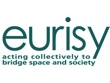 eurisy
acting collectively to
bridge space and society